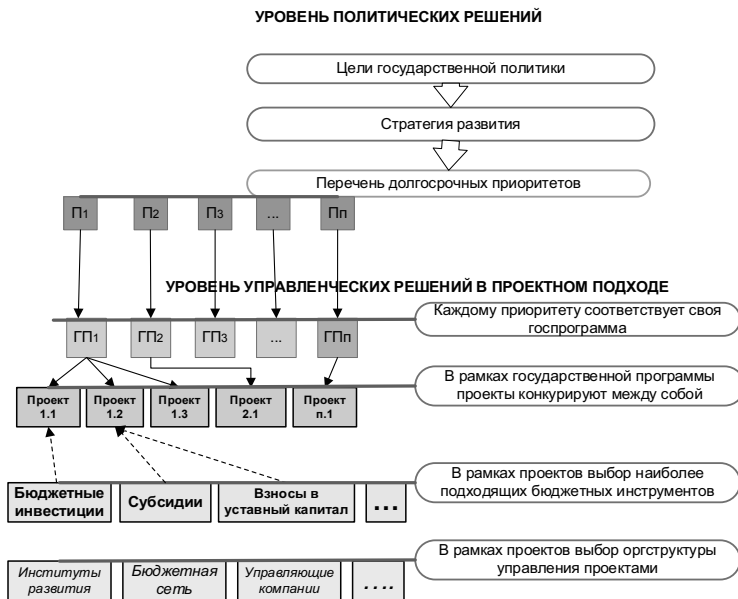 УРОВЕНЬ ПОЛИТИЧЕСКИХ РЕШЕНИЙ
Цели государственной политики
Стратегия развития
Перечень долгосрочных приоритетов
П1 П2 П3 ... Пп
УРОВЕНЬ УПРАВЛЕНЧЕСКИХ РЕШЕНИЙ В ПРОЕКТНОМ ПОДХОДЕ
Каждому приоритету соответствует своя
госпрограмма
ГП1 ГП2 ГП3 ... ГПп
В рамках государственной программы
проекты конкурируют между собой
Проект Проект Проект Проект Проект
1.1 1.2 1.3 2.1 п.1
В рамках проектов выбор наиболее
подходящих бюджетных инструментов
Бюджетные
инвестиции
Субсидии
Взносы в
уставный капитал
...
В рамках проектов выбор оргструктуры
управления проектами
Институты
развития
Бюджетная
сеть
Управляющие
компании
....